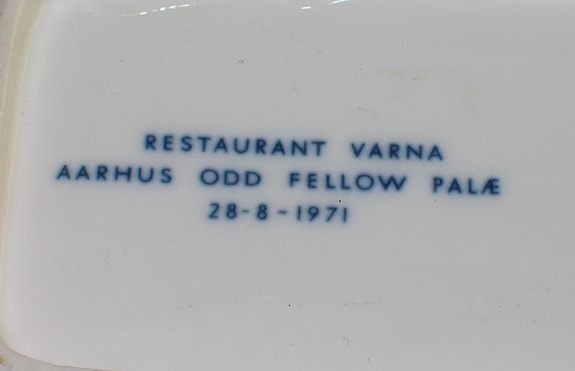 RESTAURANT VARNA
AARHUS ODD FELLOW PALÆ
28-8-1971